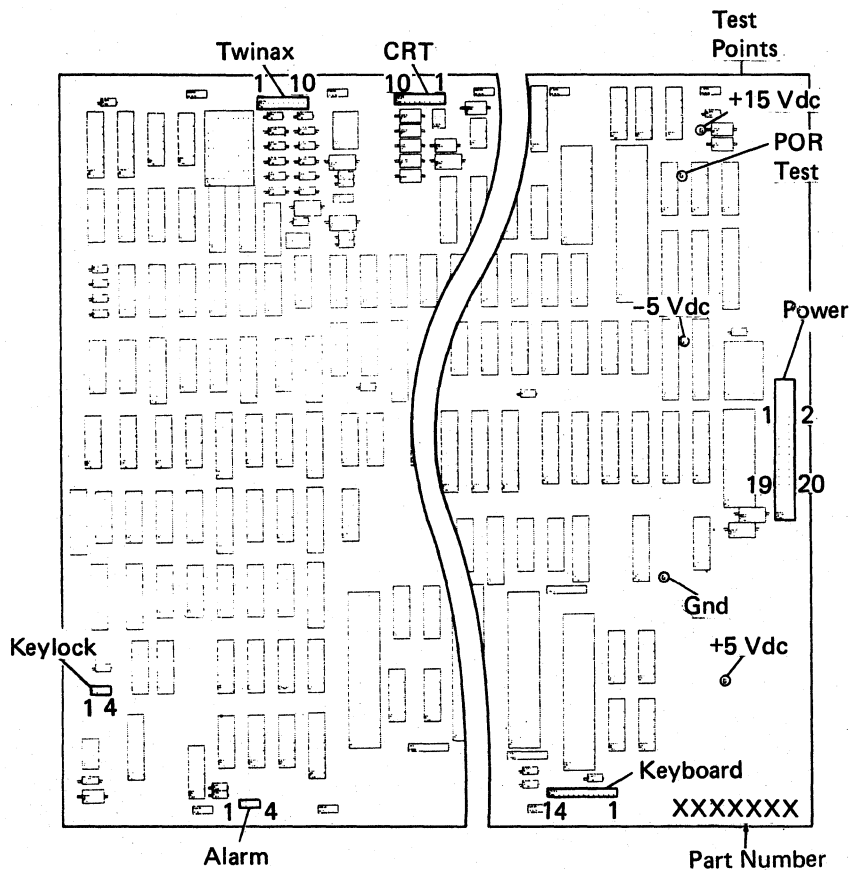 Test
Points
Twinax
CRT
1 10
10 1
+15 Vdc
POR
Test
-5 Vdc
Power
1 2
19 20
Gnd
+5 Vdc
Keylock
1 4
Keyboard
14 1
XXXXXXX
1 4
Alarm
Part Number